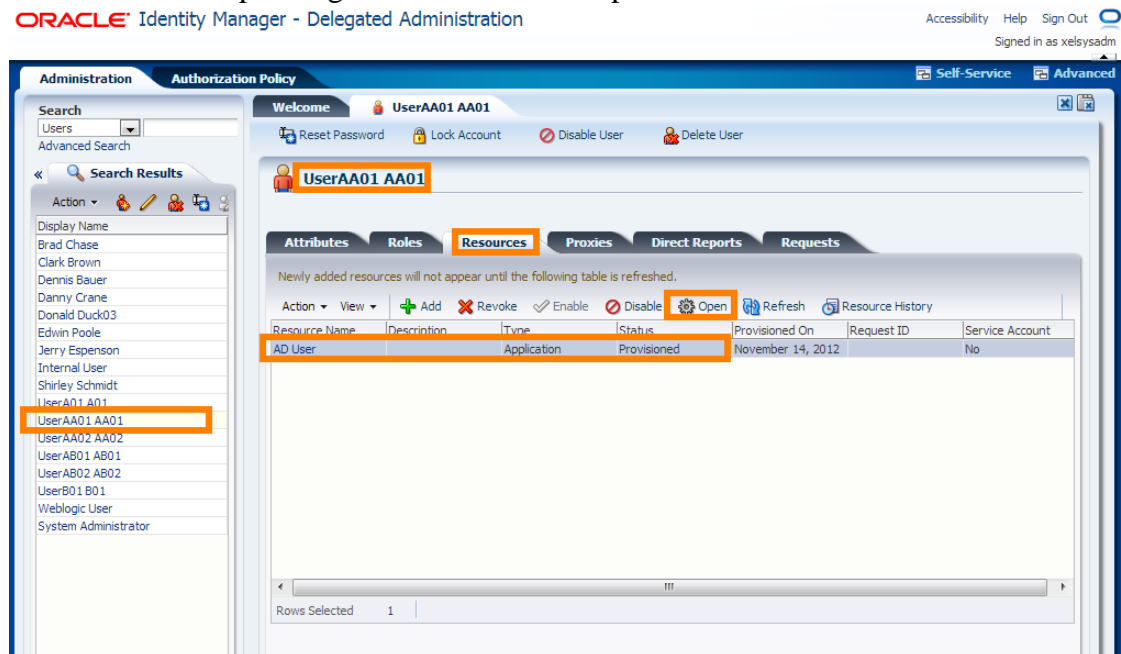 ORACLE Identity Manager - Delegated Administration
Accessibility Help Sign Out
Signed in as xelsysadm
Administration Authorization Policy Self-Service Advanced
Search
Users
Advanced Search
« Search Results
Action
Display Name
Brad Chase
Clark Brown
Dennis Bauer
Danny Crane
Donald Duck03
Edwin Poole
Jerry Espenson
Internal User
Shirley Schmidt
UserA01 A01
UserAA01 AA01
UserAA02 AA02
UserAB01 AB01
UserAB02 AB02
UserB01 B01
Weblogic User
System Administrator
Welcome UserAA01 AA01
Reset Password Lock Account Disable User Delete User
UserAA01 AA01
Attributes Roles Resources Proxies Direct Reports Requests
Newly added resources will not appear until the following table is refreshed.
Action View Add Revoke Enable Disable Open Refresh Resource History
Resource Name Description Type Status Provisioned On Request ID Service Account
AD User Application Provisioned November 14, 2012 No
Rows Selected 1